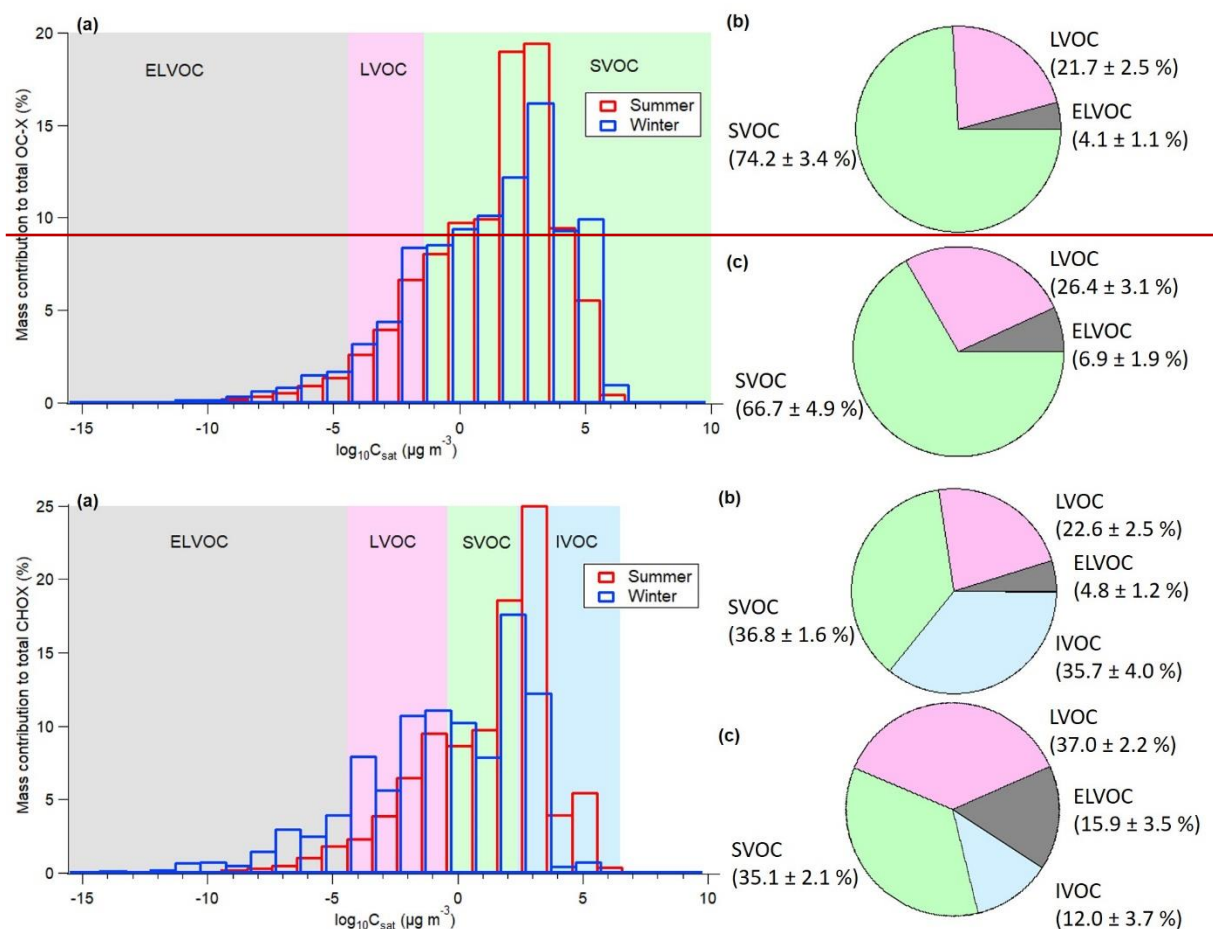 (a)
20
15
10
5
0
Mass contribution to total OC-X (%)
ELVOC
LVOC
SVOC
Summer
Winter
-15
-10
-5
0
5
10
log10Csat (µg m-3)
(b)
LVOC
(21.7 ± 2.5 %)
ELVOC
(4.1 ± 1.1 %)
SVOC
(74.2 ± 3.4 %)
(c)
LVOC
(26.4 ± 3.1 %)
ELVOC
(6.9 ± 1.9 %)
SVOC
(66.7 ± 4.9 %)
(a)
25
20
15
10
5
0
Mass contribution to total CHOX (%)
ELVOC
LVOC
SVOC
IVOC
Summer
Winter
-15
-10
-5
0
5
10
log10Csat (µg m-3)
(b)
LVOC
(22.6 ± 2.5 %)
ELVOC
(4.8 ± 1.2 %)
SVOC
(36.8 ± 1.6 %)
IVOC
(35.7 ± 4.0 %)
(c)
LVOC
(37.0 ± 2.2 %)
ELVOC
(15.9 ± 3.5 %)
SVOC
(35.1 ± 2.1 %)
IVOC
(12.0 ± 3.7 %)